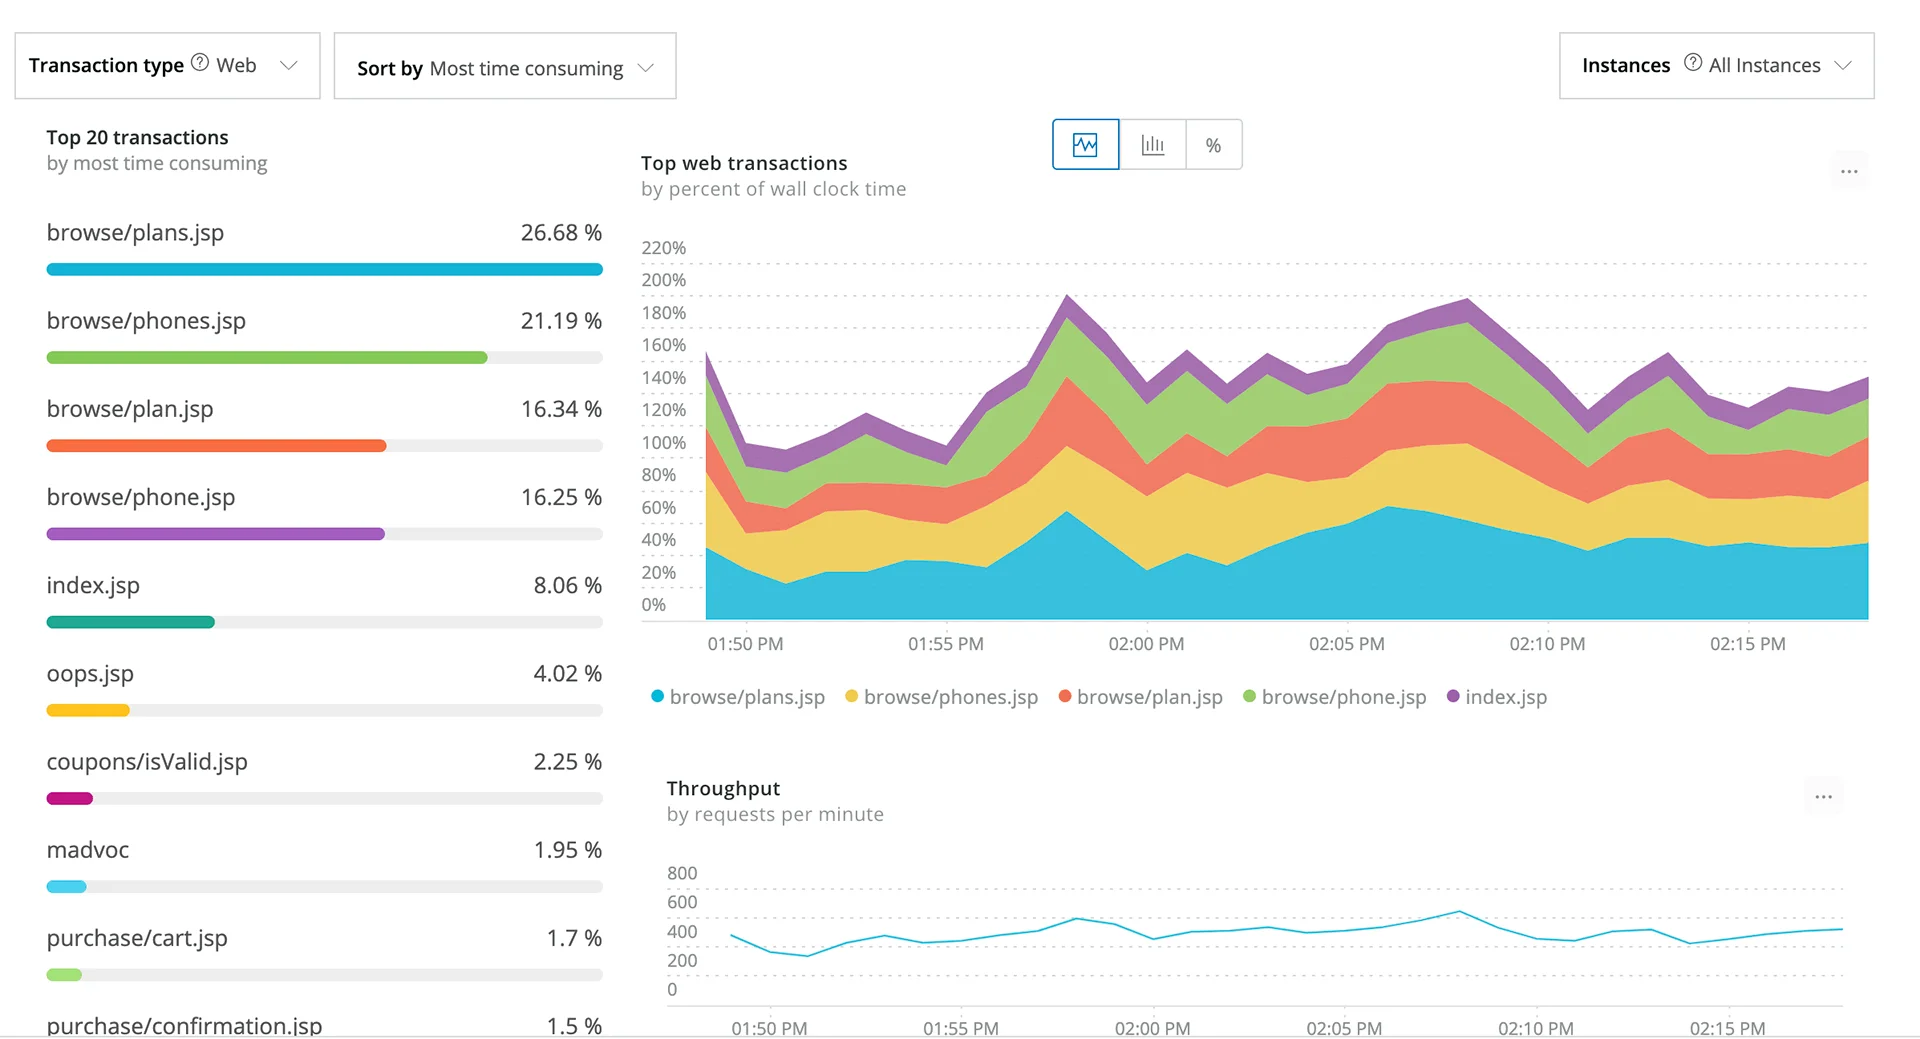 Transaction type ? Web
Sort by Most time consuming
Instances ? All Instances
Top 20 transactions
by most time consuming
browse/plans.jsp 26.68 %
browse/phones.jsp 21.19 %
browse/plan.jsp 16.34 %
browse/phone.jsp 16.25 %
index.jsp 8.06 %
oops.jsp 4.02 %
coupons/isValid.jsp 2.25 %
madvoc 1.95 %
purchase/cart.jsp 1.7 %
purchase/confirmation.jsp 1.5 %
%
Top web transactions
by percent of wall clock time
...
220%
200%
180%
160%
140%
120%
100%
80%
60%
40%
20%
0%
01:50 PM 01:55 PM 02:00 PM 02:05 PM 02:10 PM 02:15 PM
browse/plans.jsp browse/phones.jsp browse/plan.jsp browse/phone.jsp index.jsp
Throughput
by requests per minute
...
800
600
400
200
0
01:50 PM 01:55 PM 02:00 PM 02:05 PM 02:10 PM 02:15 PM